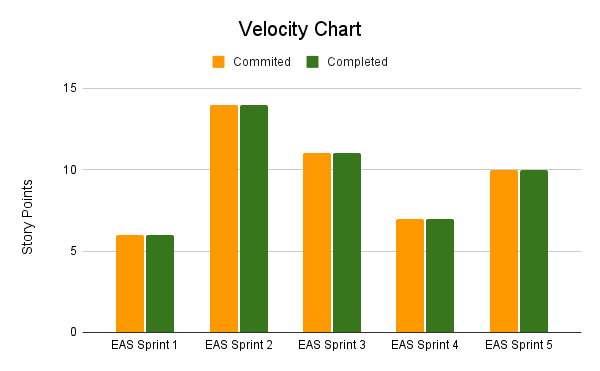 Velocity Chart
Commited Completed
15
10
5
0
Story Points
EAS Sprint 1 EAS Sprint 2 EAS Sprint 3 EAS Sprint 4 EAS Sprint 5